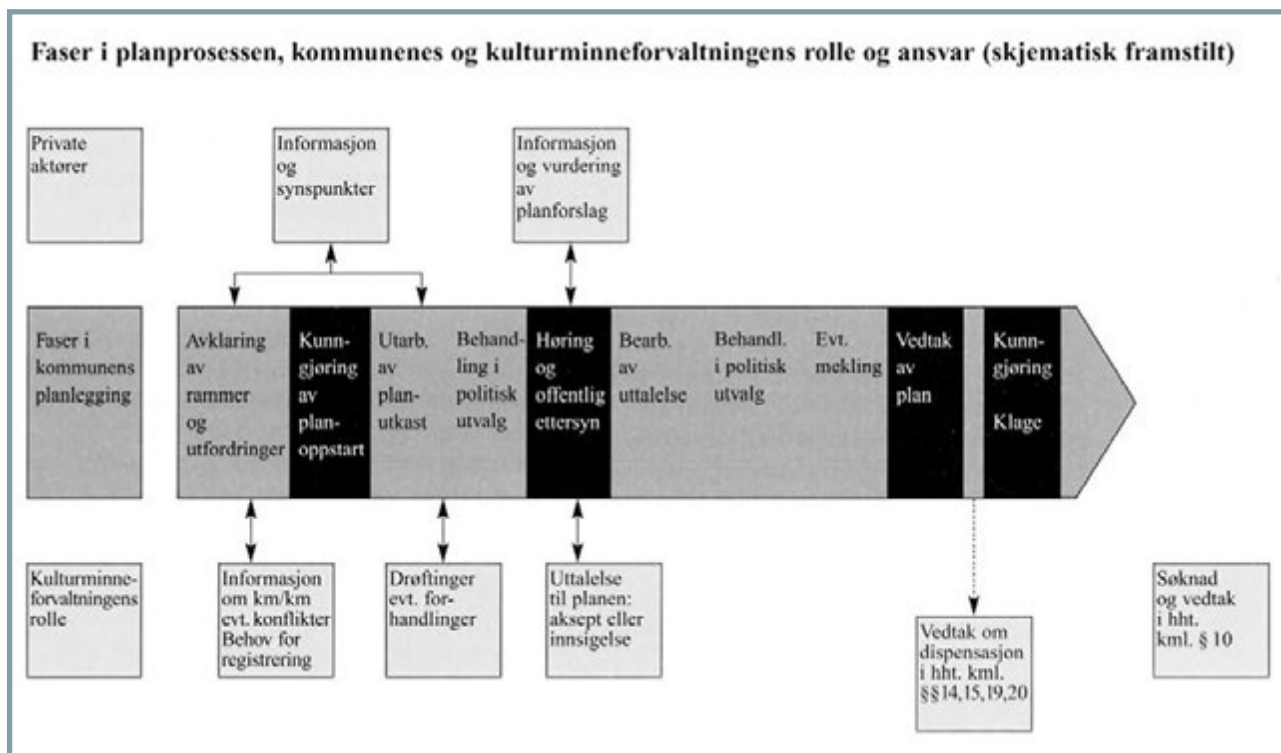 Faser i planprosessen, kommunenes og kulturminneforvaltningens rolle og ansvar (skjematisk framstilt)
Private
aktører
Informasjon
og
synspunkter
Informasjon
og vurdering
av
planforslag
Faser i
kommunens
planlegging
Avklaring
av
rammer
og
utfordringer
Kunn-
gjøring
av
plan-
oppstart
Utarb.
av
plan-
utkast
Behand-
ling i
politisk
utvalg
Høring
og
offentlig
ettersyn
Bearb.
av
uttalelse
Behandl.
i politisk
utvalg
Evt.
mekling
Vedtak
av
plan
Kunn-
gjøring
Klage
Kulturminne-
forvaltningens
rolle
Informasjon
om km/km
evt. konflikter
Behov for
registrering
Drøftinger
evt. for-
handlinger
Uttalelse
til planen:
aksept eller
innsigelse
Vedtak om
dispensasjon
i hht. kml.
§§14,15,19,20
Søknad
og vedtak
i hht.
kml. § 10